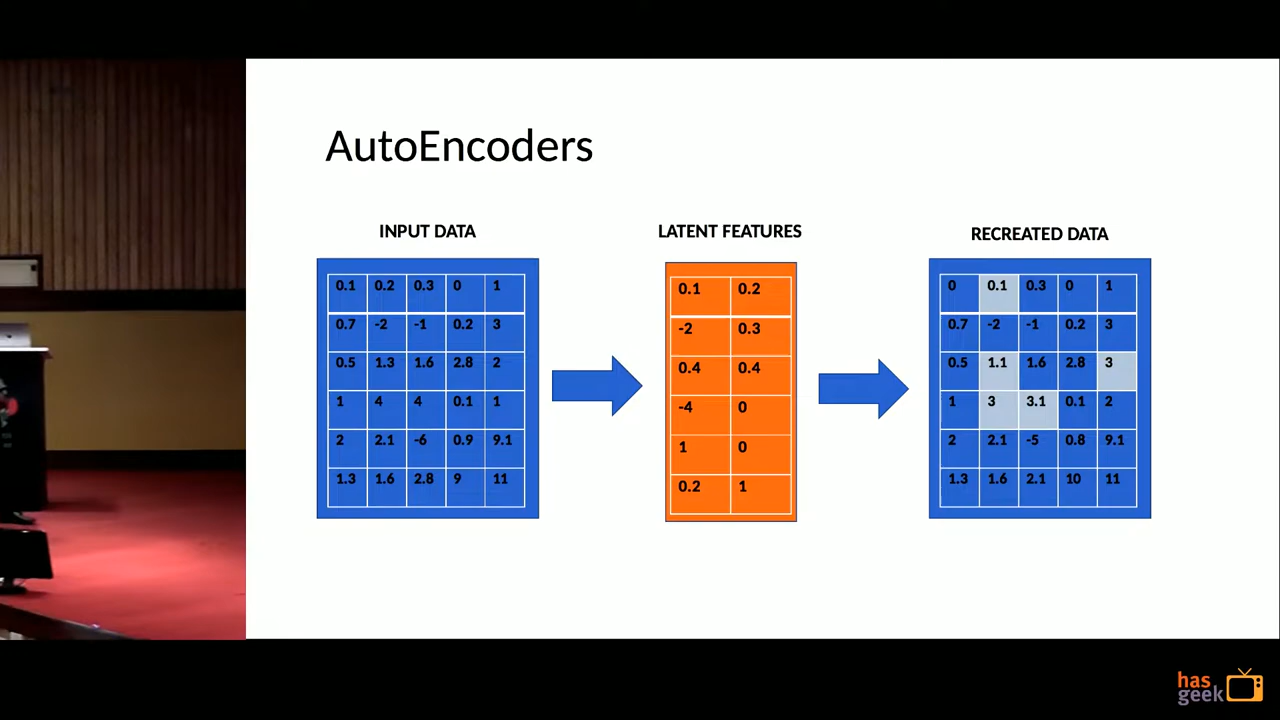 AutoEncoders
INPUT DATA
0.1 0.2 0.3 0 1
0.7 -2 -1 0.2 3
0.5 1.3 1.6 2.8 2
1 4 4 0.1 1
2 2.1 -6 0.9 9.1
1.3 1.6 2.8 9 11
LATENT FEATURES
0.1 0.2
-2 0.3
0.4 0.4
-4 0
1 0
0.2 1
RECREATED DATA
0 0.1 0.3 0 1
0.7 -2 -1 0.2 3
0.5 1.1 1.6 2.8 3
1 3 3.1 0.1 2
2 2.1 -5 0.8 9.1
1.3 1.6 2.1 10 11
has
geek